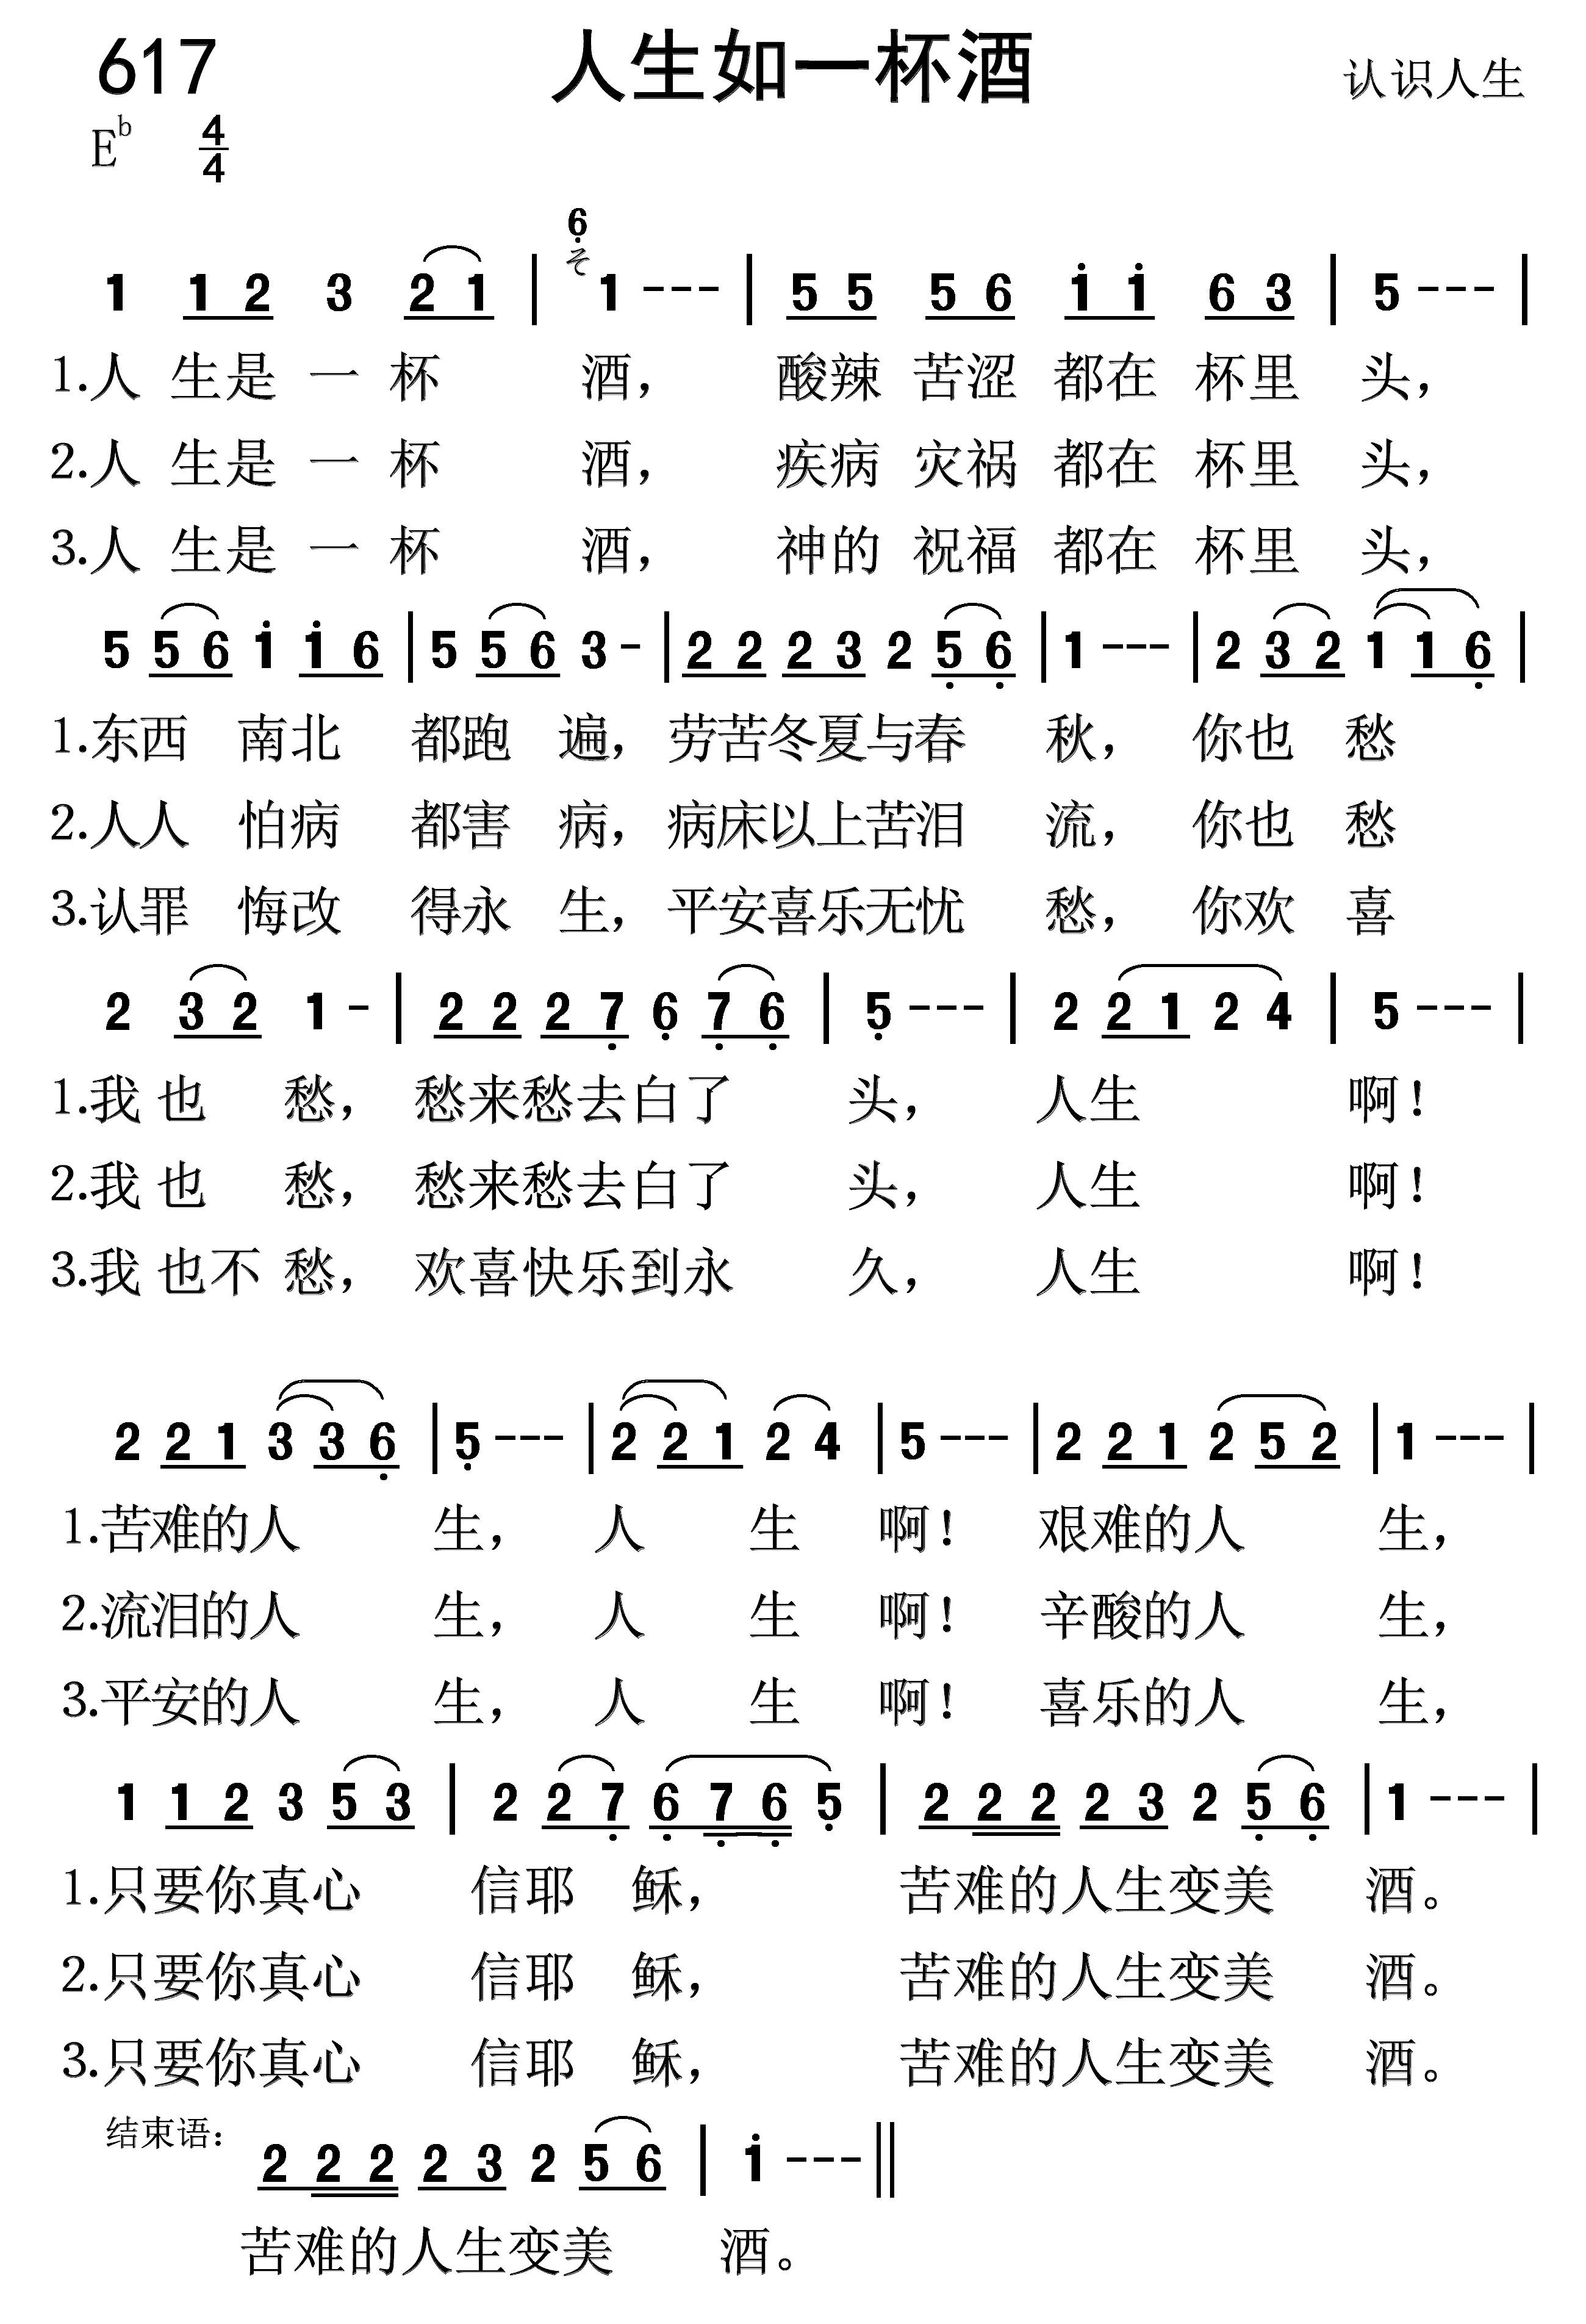 617 人生如一杯酒 认识人生
E♭ 4/4
6̣
1 1 2 3 2 1 | 1 - - - | 5 5 5 6 i i 6 3 | 5 - - - |
1.人 生是 一 杯 酒， 酸辣 苦涩 都在 杯里 头，
2.人 生是 一 杯 酒， 疾病 灾祸 都在 杯里 头，
3.人 生是 一 杯 酒， 神的 祝福 都在 杯里 头，
5 5 6 i i 6 | 5 5 6 3 - | 2 2 2 3 2 5̣ 6̣ | 1 - - - | 2 3 2 1 1 6̣ |
1.东西 南北 都跑 遍， 劳苦冬夏与春 秋， 你也 愁
2.人人 怕病 都害 病， 病床以上苦泪 流， 你也 愁
3.认罪 悔改 得永 生， 平安喜乐无忧 愁， 你欢 喜
2 3 2 1 - | 2 2 2 7̣ 6̣ 7̣ 6̣ | 5̣ - - - | 2 2 1 2 4 | 5 - - - |
1.我 也 愁， 愁来愁去白了 头， 人生 啊！
2.我 也 愁， 愁来愁去白了 头， 人生 啊！
3.我 也不 愁， 欢喜快乐到永 久， 人生 啊！
2 2 1 3 3 6̣ | 5̣ - - - | 2 2 1 2 4 | 5 - - - | 2 2 1 2 5 2 | 1 - - - |
1.苦难的人 生， 人 生 啊！ 艰难的人 生，
2.流泪的人 生， 人 生 啊！ 辛酸的人 生，
3.平安的人 生， 人 生 啊！ 喜乐的人 生，
1 1 2 3 5 3 | 2 2 7̣ 6̣ 7̣ 6̣ 5̣ | 2 2 2 2 3 2 5̣ 6̣ | 1 - - - |
1.只要你真心 信耶 稣， 苦难的人生变美 酒。
2.只要你真心 信耶 稣， 苦难的人生变美 酒。
3.只要你真心 信耶 稣， 苦难的人生变美 酒。
结束语： 2 2 2 2 3 2 5 6 | i - - - ||
苦难的人生变美 酒。